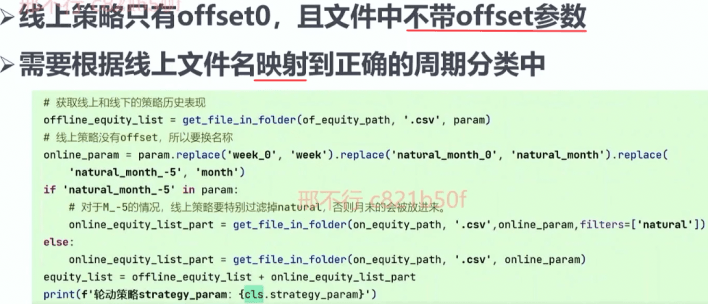 ➢线上策略只有offset0，且文件中不带offset参数
➢需要根据线上文件名映射到正确的周期分类中
# 获取线上和线下的策略历史表现
offline_equity_list = get_file_in_folder(of_equity_path, '.csv', param)
# 线上策略没有offset，所以要换名称
online_param = param.replace('week_0', 'week').replace('natural_month_0', 'natural_month').replace(
'natural_month_-5', 'month')
if 'natural_month_-5' in param:
# 对于M_-5的情况，线上策略要特别过滤掉natural，否则月末的会被放进来。
online_equity_list_part = get_file_in_folder(on_equity_path, '.csv',online_param,filters=['natural'])
else:
online_equity_list_part = get_file_in_folder(on_equity_path, '.csv', online_param)
equity_list = offline_equity_list + online_equity_list_part
print(f'轮动策略strategy_param: {cls.strategy_param}')
邢不行 c821b50f